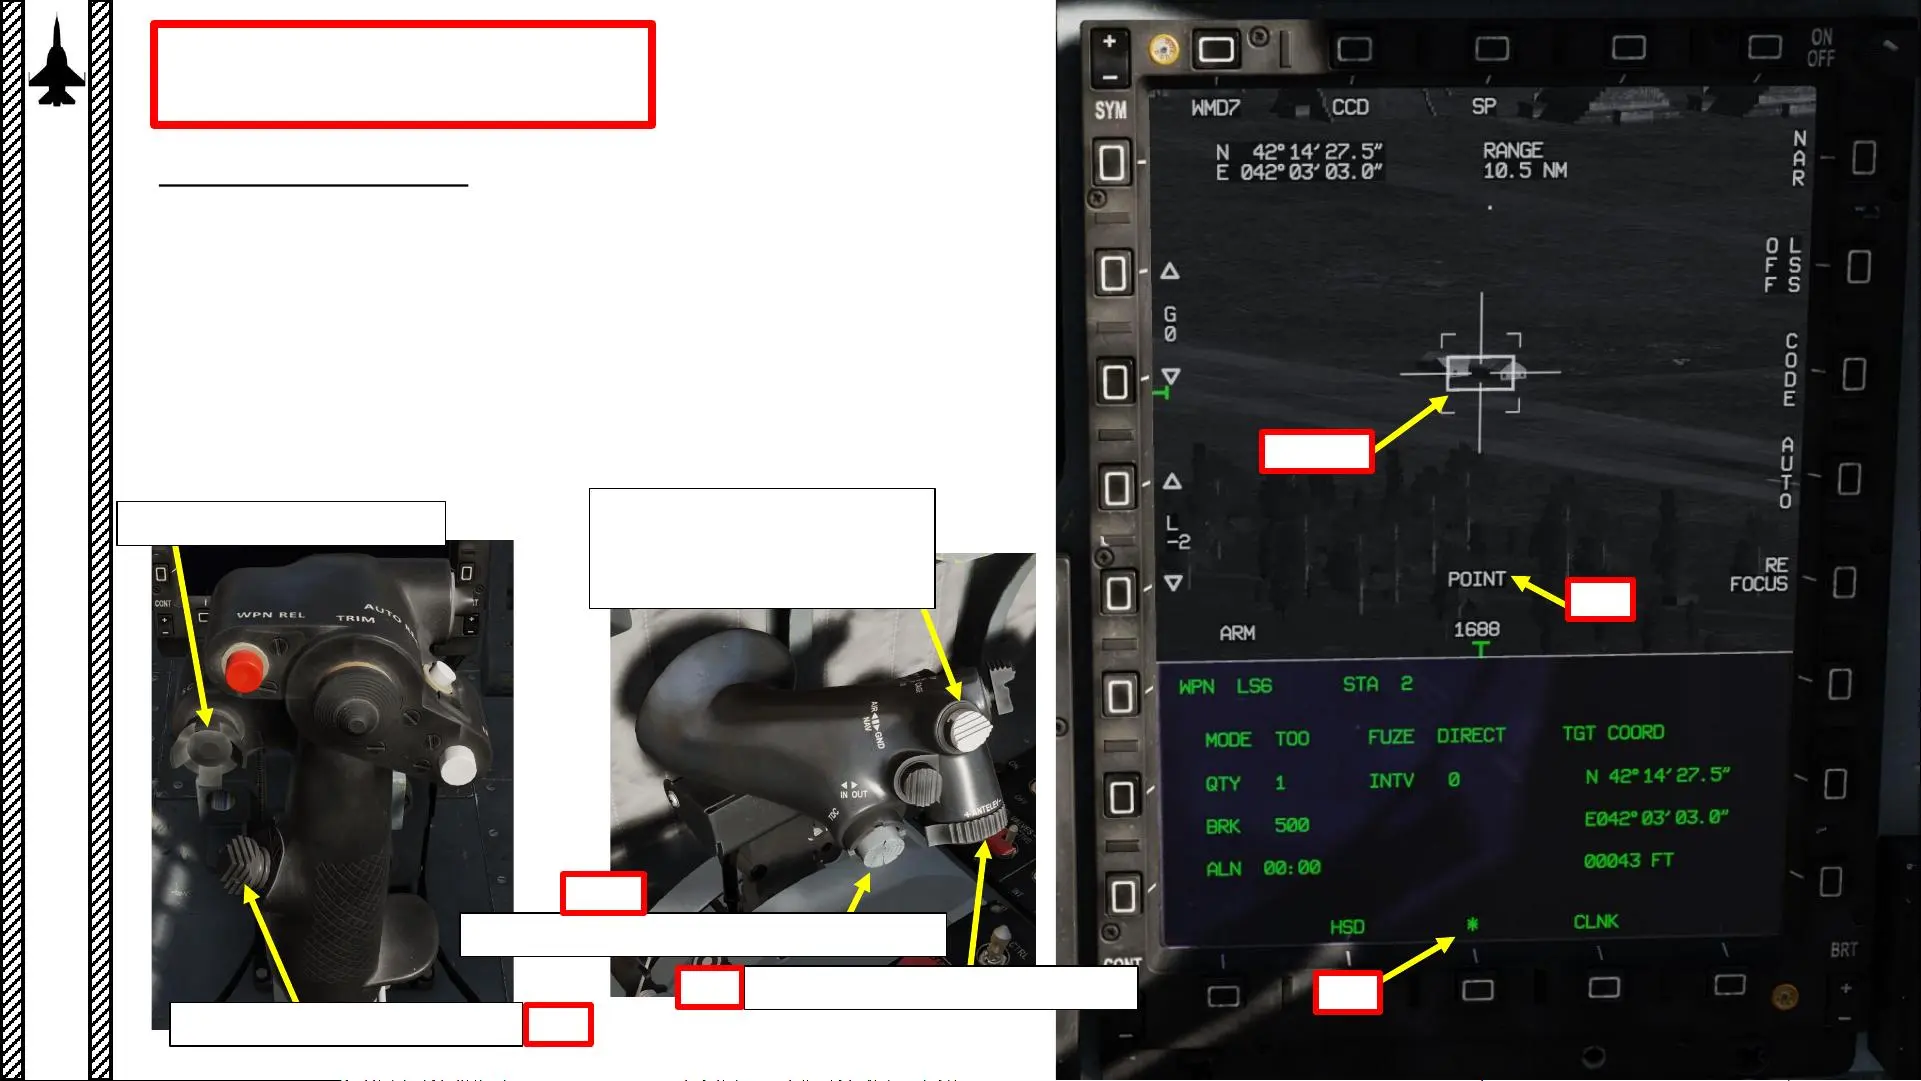 ON
OFF
SYM
WMD7 CCD SP
N 42°14'27.5"
E 042°03'03.0"
RANGE
10.5 NM
NAR
OFF LSS
G
0
CODE
AUTO
L
-2
POINT
RE
FOCUS
ARM
1688
WPN LS6 STA 2
MODE TOO FUZE DIRECT TGT COORD
QTY 1 INTV 0 N 42°14'27.5"
BRK 500 E042°03'03.0"
ALN 00:00 00043 FT
HSD * CLNK
BRT
CONT
CONT
WPN REL
TRIM
AUTO
AIR
NAV
GND
IN OUT
TDC
+ANTELEV-
CTRL